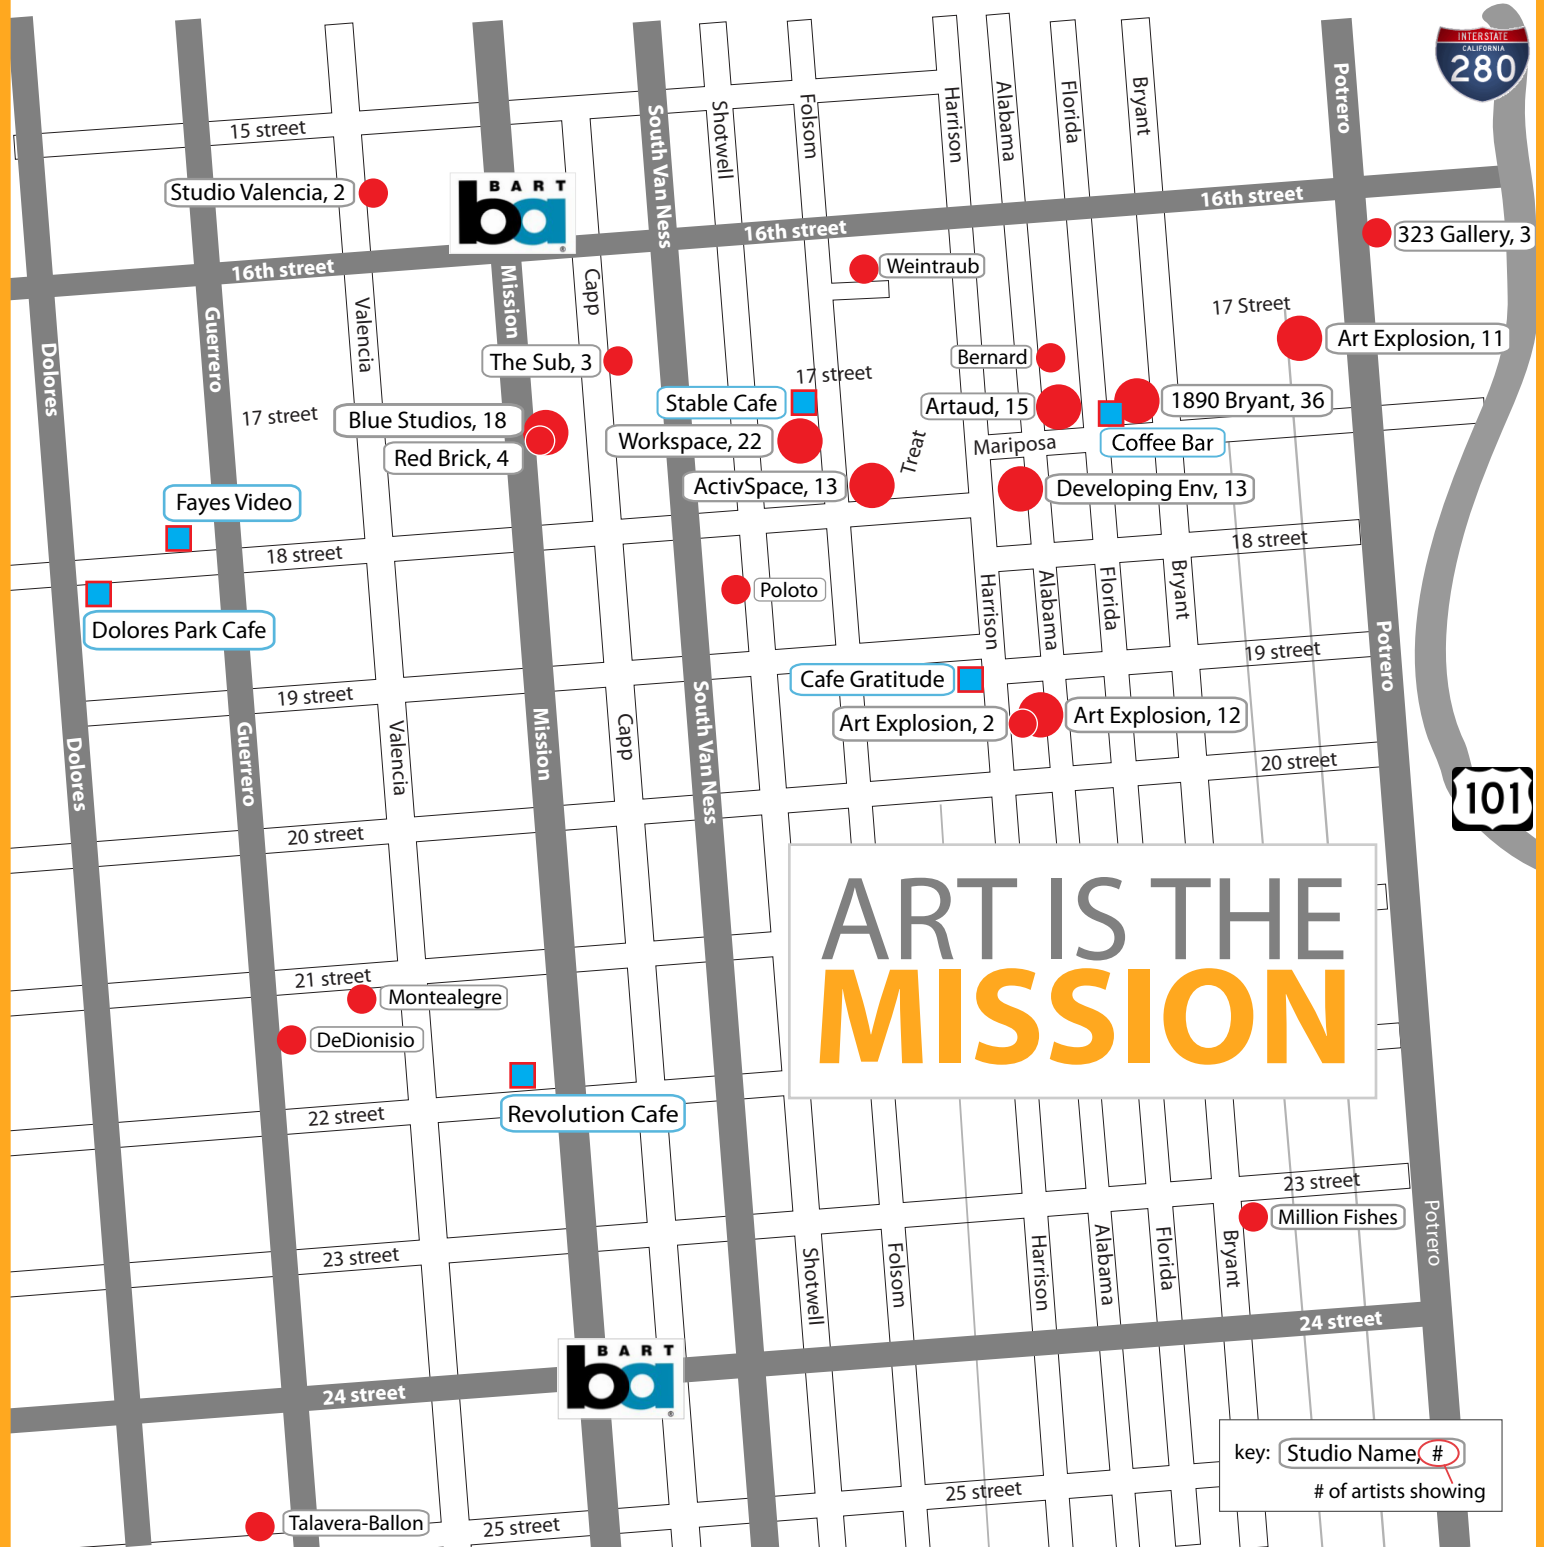 INTERSTATE
CALIFORNIA
280
Potrero
Harrison
Alabama
Florida
Bryant
Folsom
Shotwell
South Van Ness
15 street
Studio Valencia, 2
BART
ba
®
16th street
16th street
16th street
323 Gallery, 3
Weintraub
Mission
Capp
Valencia
Guerrero
Dolores
17 Street
Art Explosion, 11
Bernard
The Sub, 3
17 street
17 street
Stable Cafe
Artaud, 15
1890 Bryant, 36
Blue Studios, 18
Workspace, 22
Mariposa
Coffee Bar
Treat
Red Brick, 4
ActivSpace, 13
Developing Env, 13
Fayes Video
18 street
18 street
Poloto
Harrison
Alabama
Florida
Bryant
Dolores Park Cafe
Potrero
19 street
Cafe Gratitude
19 street
Art Explosion, 2
Art Explosion, 12
Dolores
Guerrero
Valencia
Mission
Capp
South Van Ness
20 street
101
20 street
ART IS THE
MISSION
21 street
Montealegre
DeDionisio
22 street
Revolution Cafe
23 street
Million Fishes
Potrero
23 street
Shotwell
Folsom
Harrison
Alabama
Florida
Bryant
24 street
BART
ba
®
24 street
key: Studio Name, #
# of artists showing
25 street
Talavera-Ballon
25 street